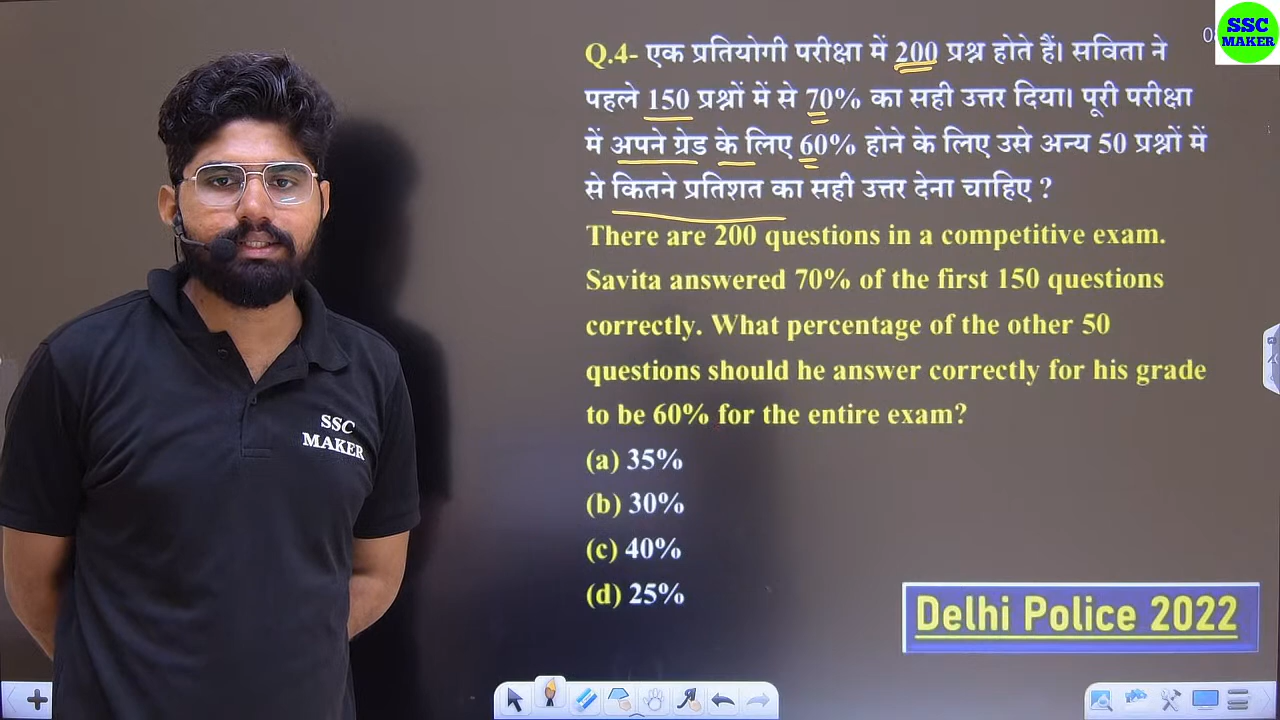 SSC
MAKER
Q.4- एक प्रतियोगी परीक्षा में 200 प्रश्न होते हैं। सविता ने
पहले 150 प्रश्नों में से 70% का सही उत्तर दिया। पूरी परीक्षा
में अपने ग्रेड के लिए 60% होने के लिए उसे अन्य 50 प्रश्नों में
से कितने प्रतिशत का सही उत्तर देना चाहिए ?
There are 200 questions in a competitive exam.
Savita answered 70% of the first 150 questions
correctly. What percentage of the other 50
questions should he answer correctly for his grade
to be 60% for the entire exam?
(a) 35%
(b) 30%
(c) 40%
(d) 25%
Delhi Police 2022
SSC
MAKER